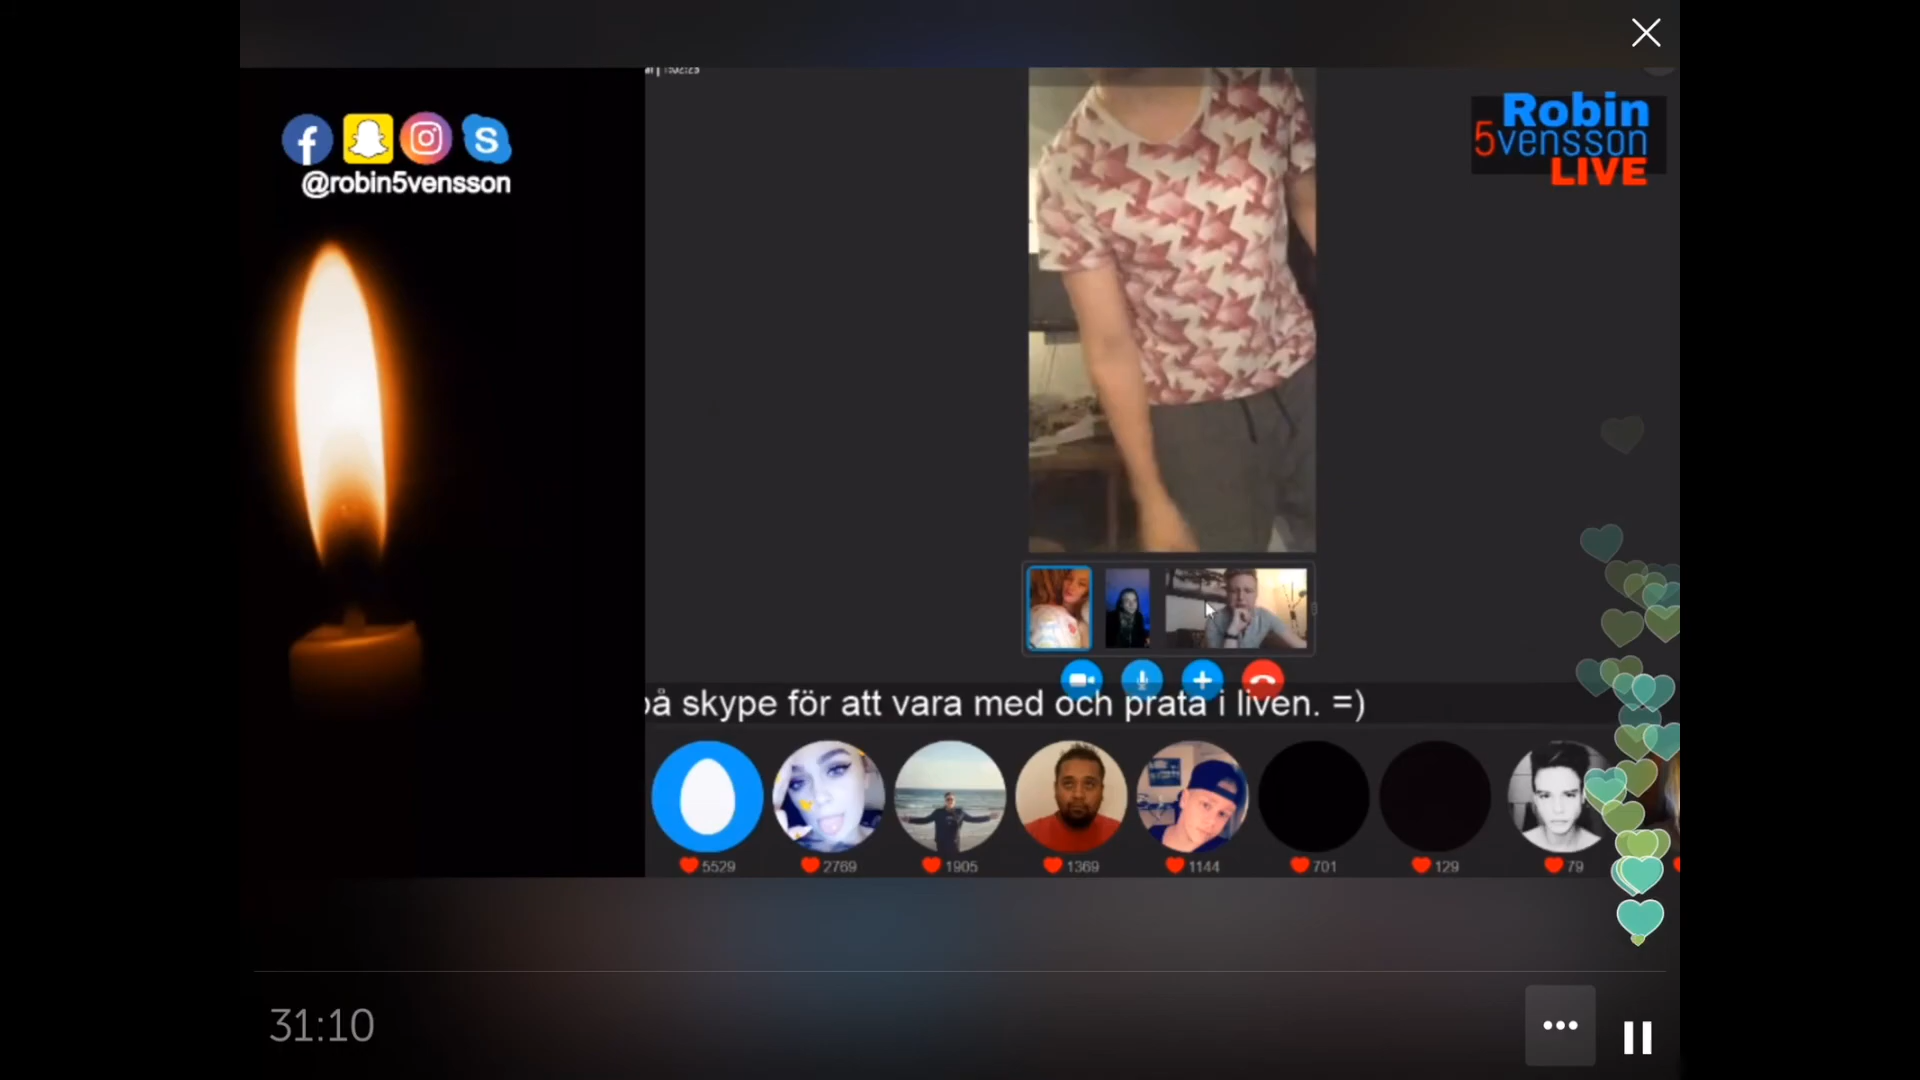 @robin5vensson
Robin
5vensson
LIVE
på skype för att vara med och prata i liven. =)
5529
2769
1905
1369
1144
701
129
79
31:10